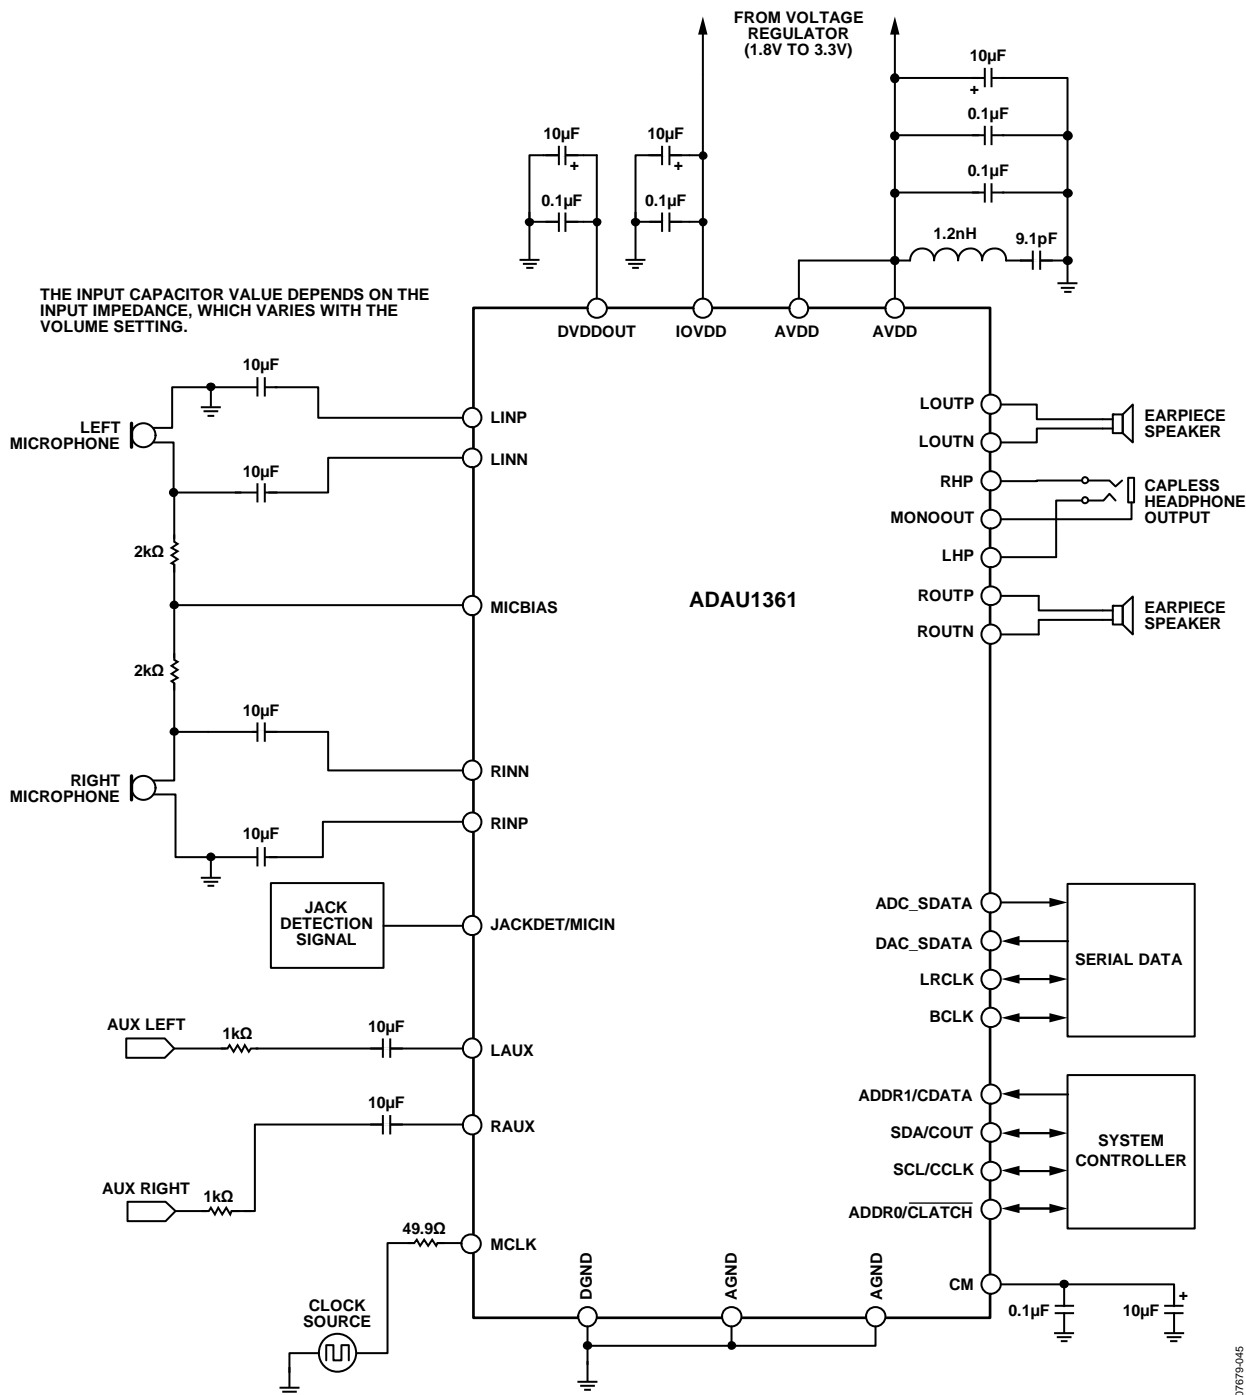 FROM VOLTAGE
REGULATOR
(1.8V TO 3.3V)
10µF
+
0.1µF
0.1µF
1.2nH
9.1pF
10µF
+
0.1µF
10µF
+
0.1µF
THE INPUT CAPACITOR VALUE DEPENDS ON THE
INPUT IMPEDANCE, WHICH VARIES WITH THE
VOLUME SETTING.
DVDDOUT
IOVDD
AVDD
AVDD
10µF
LINP
LEFT
MICROPHONE
LINN
10µF
2kΩ
MICBIAS
2kΩ
10µF
RINN
RIGHT
MICROPHONE
RINP
10µF
JACK
DETECTION
SIGNAL
JACKDET/MICIN
AUX LEFT
1kΩ
10µF
LAUX
10µF
RAUX
AUX RIGHT
1kΩ
49.9Ω
MCLK
CLOCK
SOURCE
ADAU1361
LOUTP
LOUTN
EARPIECE
SPEAKER
RHP
MONOOUT
LHP
CAPLESS
HEADPHONE
OUTPUT
ROUTP
ROUTN
EARPIECE
SPEAKER
ADC_SDATA
DAC_SDATA
LRCLK
BCLK
SERIAL DATA
ADDR1/CDATA
SDA/COUT
SCL/CCLK
ADDR0/CLATCH
SYSTEM
CONTROLLER
DGND
AGND
AGND
CM
0.1µF
10µF
+
07679-045